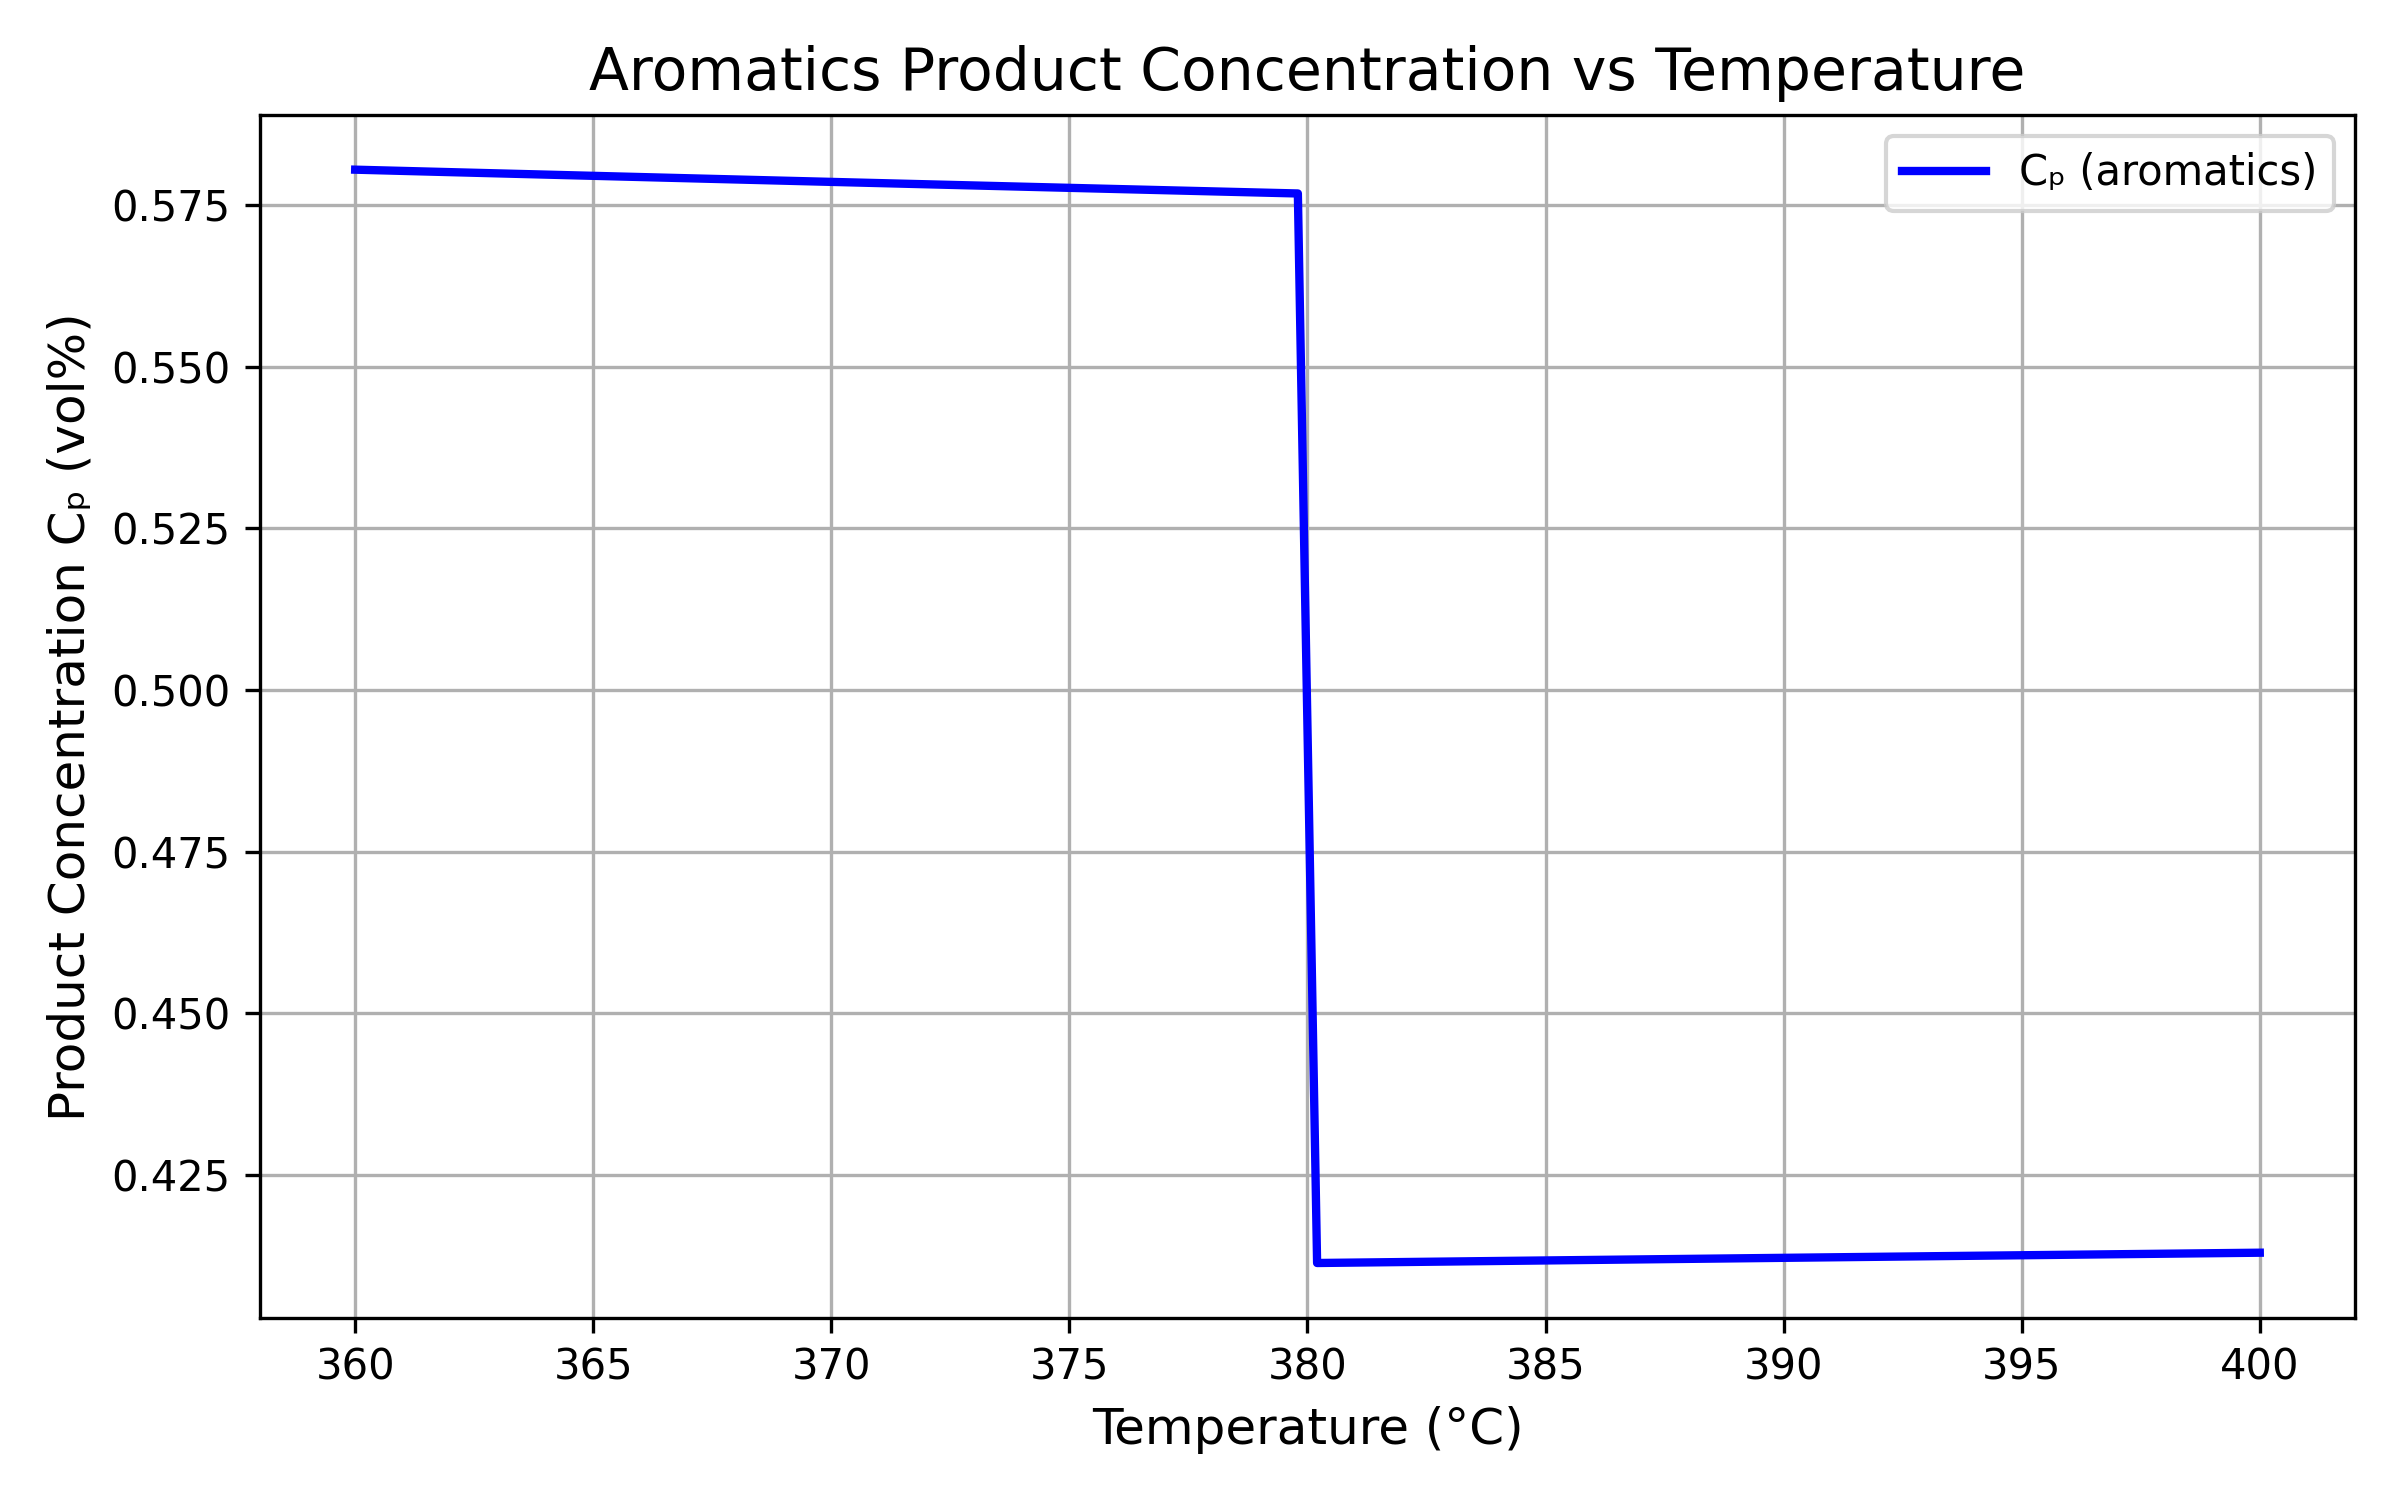 Aromatics Product Concentration vs Temperature
Cₚ (aromatics)
Product Concentration Cₚ (vol%)
0.575
0.550
0.525
0.500
0.475
0.450
0.425
360 365 370 375 380 385 390 395 400
Temperature (°C)